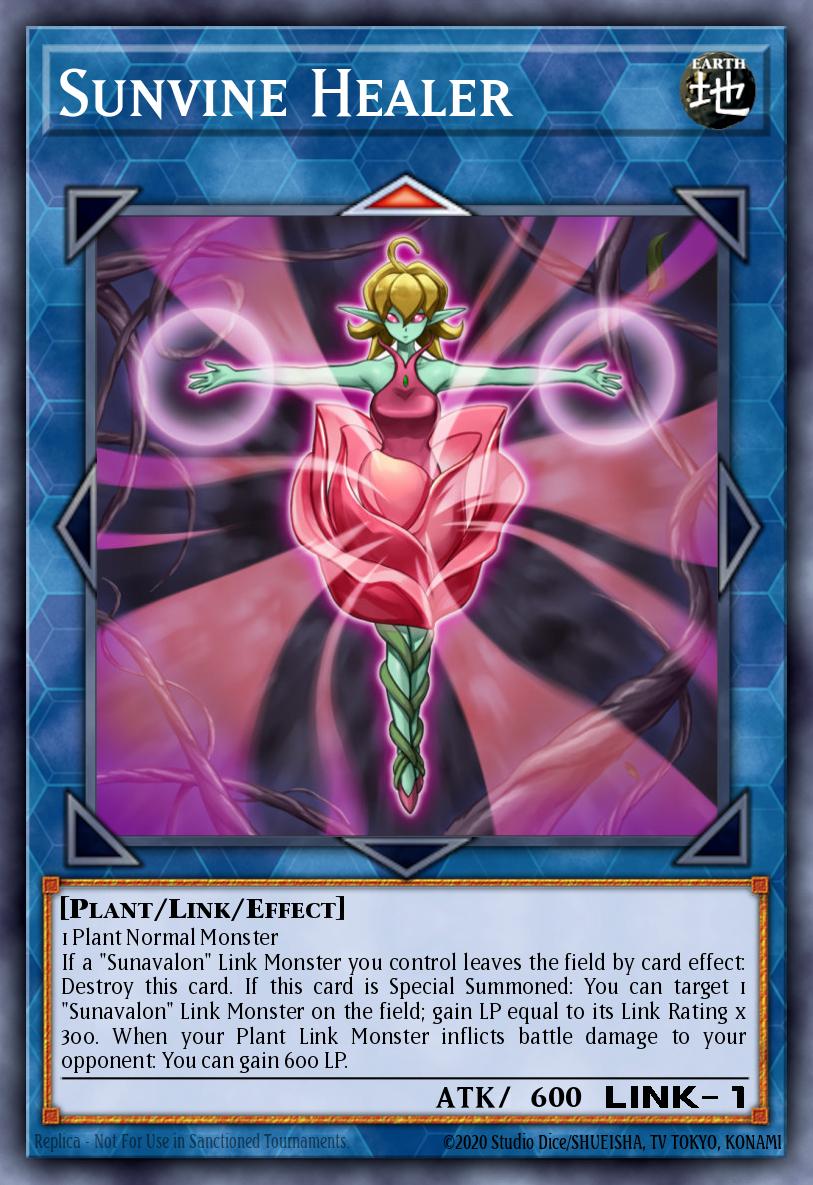 Sunvine Healer
EARTH
地
[Plant/Link/Effect]
1 Plant Normal Monster
If a "Sunavalon" Link Monster you control leaves the field by card effect:
Destroy this card. If this card is Special Summoned: You can target 1
"Sunavalon" Link Monster on the field; gain LP equal to its Link Rating x
300. When your Plant Link Monster inflicts battle damage to your
opponent: You can gain 600 LP.
ATK/ 600 LINK-1
Replica - Not For Use in Sanctioned Tournaments. ©2020 Studio Dice/SHUEISHA, TV TOKYO, KONAMI